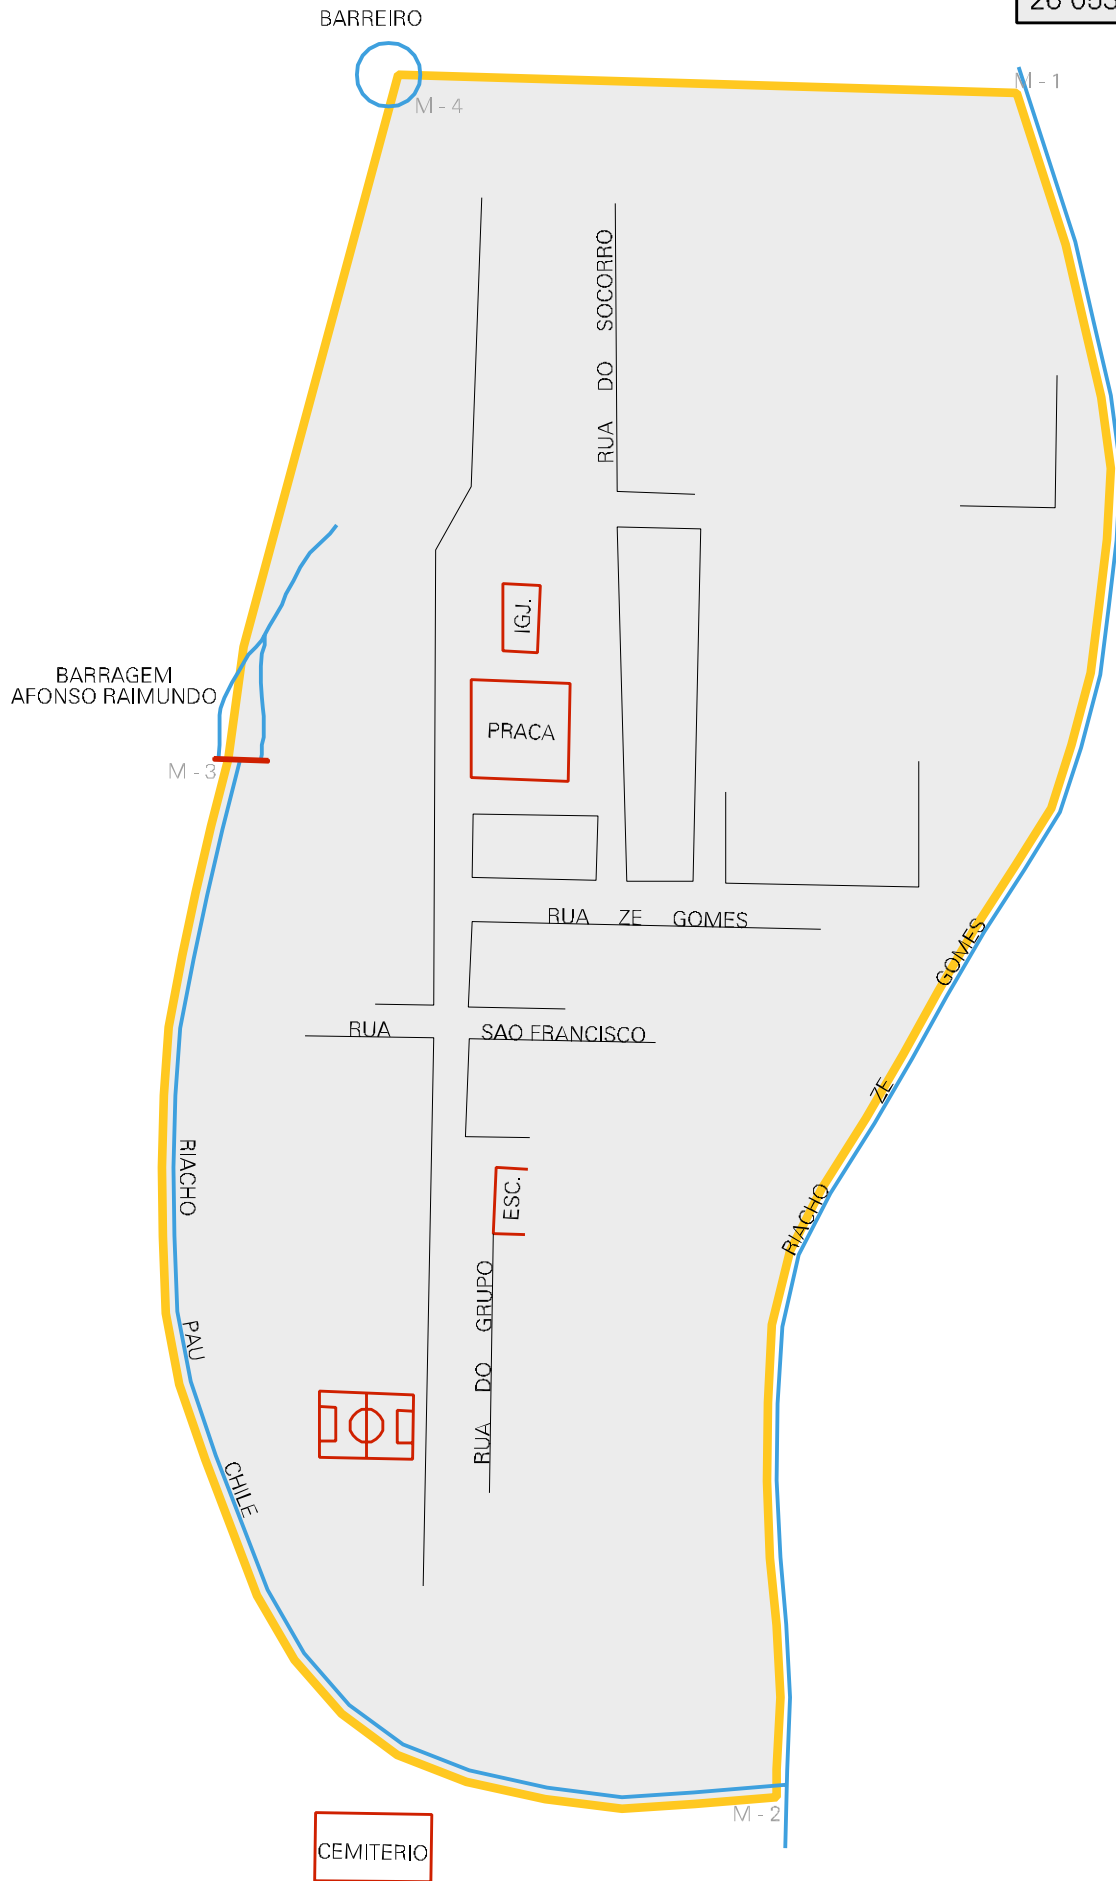 BARREIRO
M - 1
M - 4
RUA DO SOCORRO
IGJ.
BARRAGEM
AFONSO RAIMUNDO
PRACA
M - 3
RUA ZE GOMES
RUA SAO FRANCISCO
RIACHO ZE GOMES
RIACHO PAU CHILE
ESC.
RUA DO GRUPO
M - 2
CEMITERIO